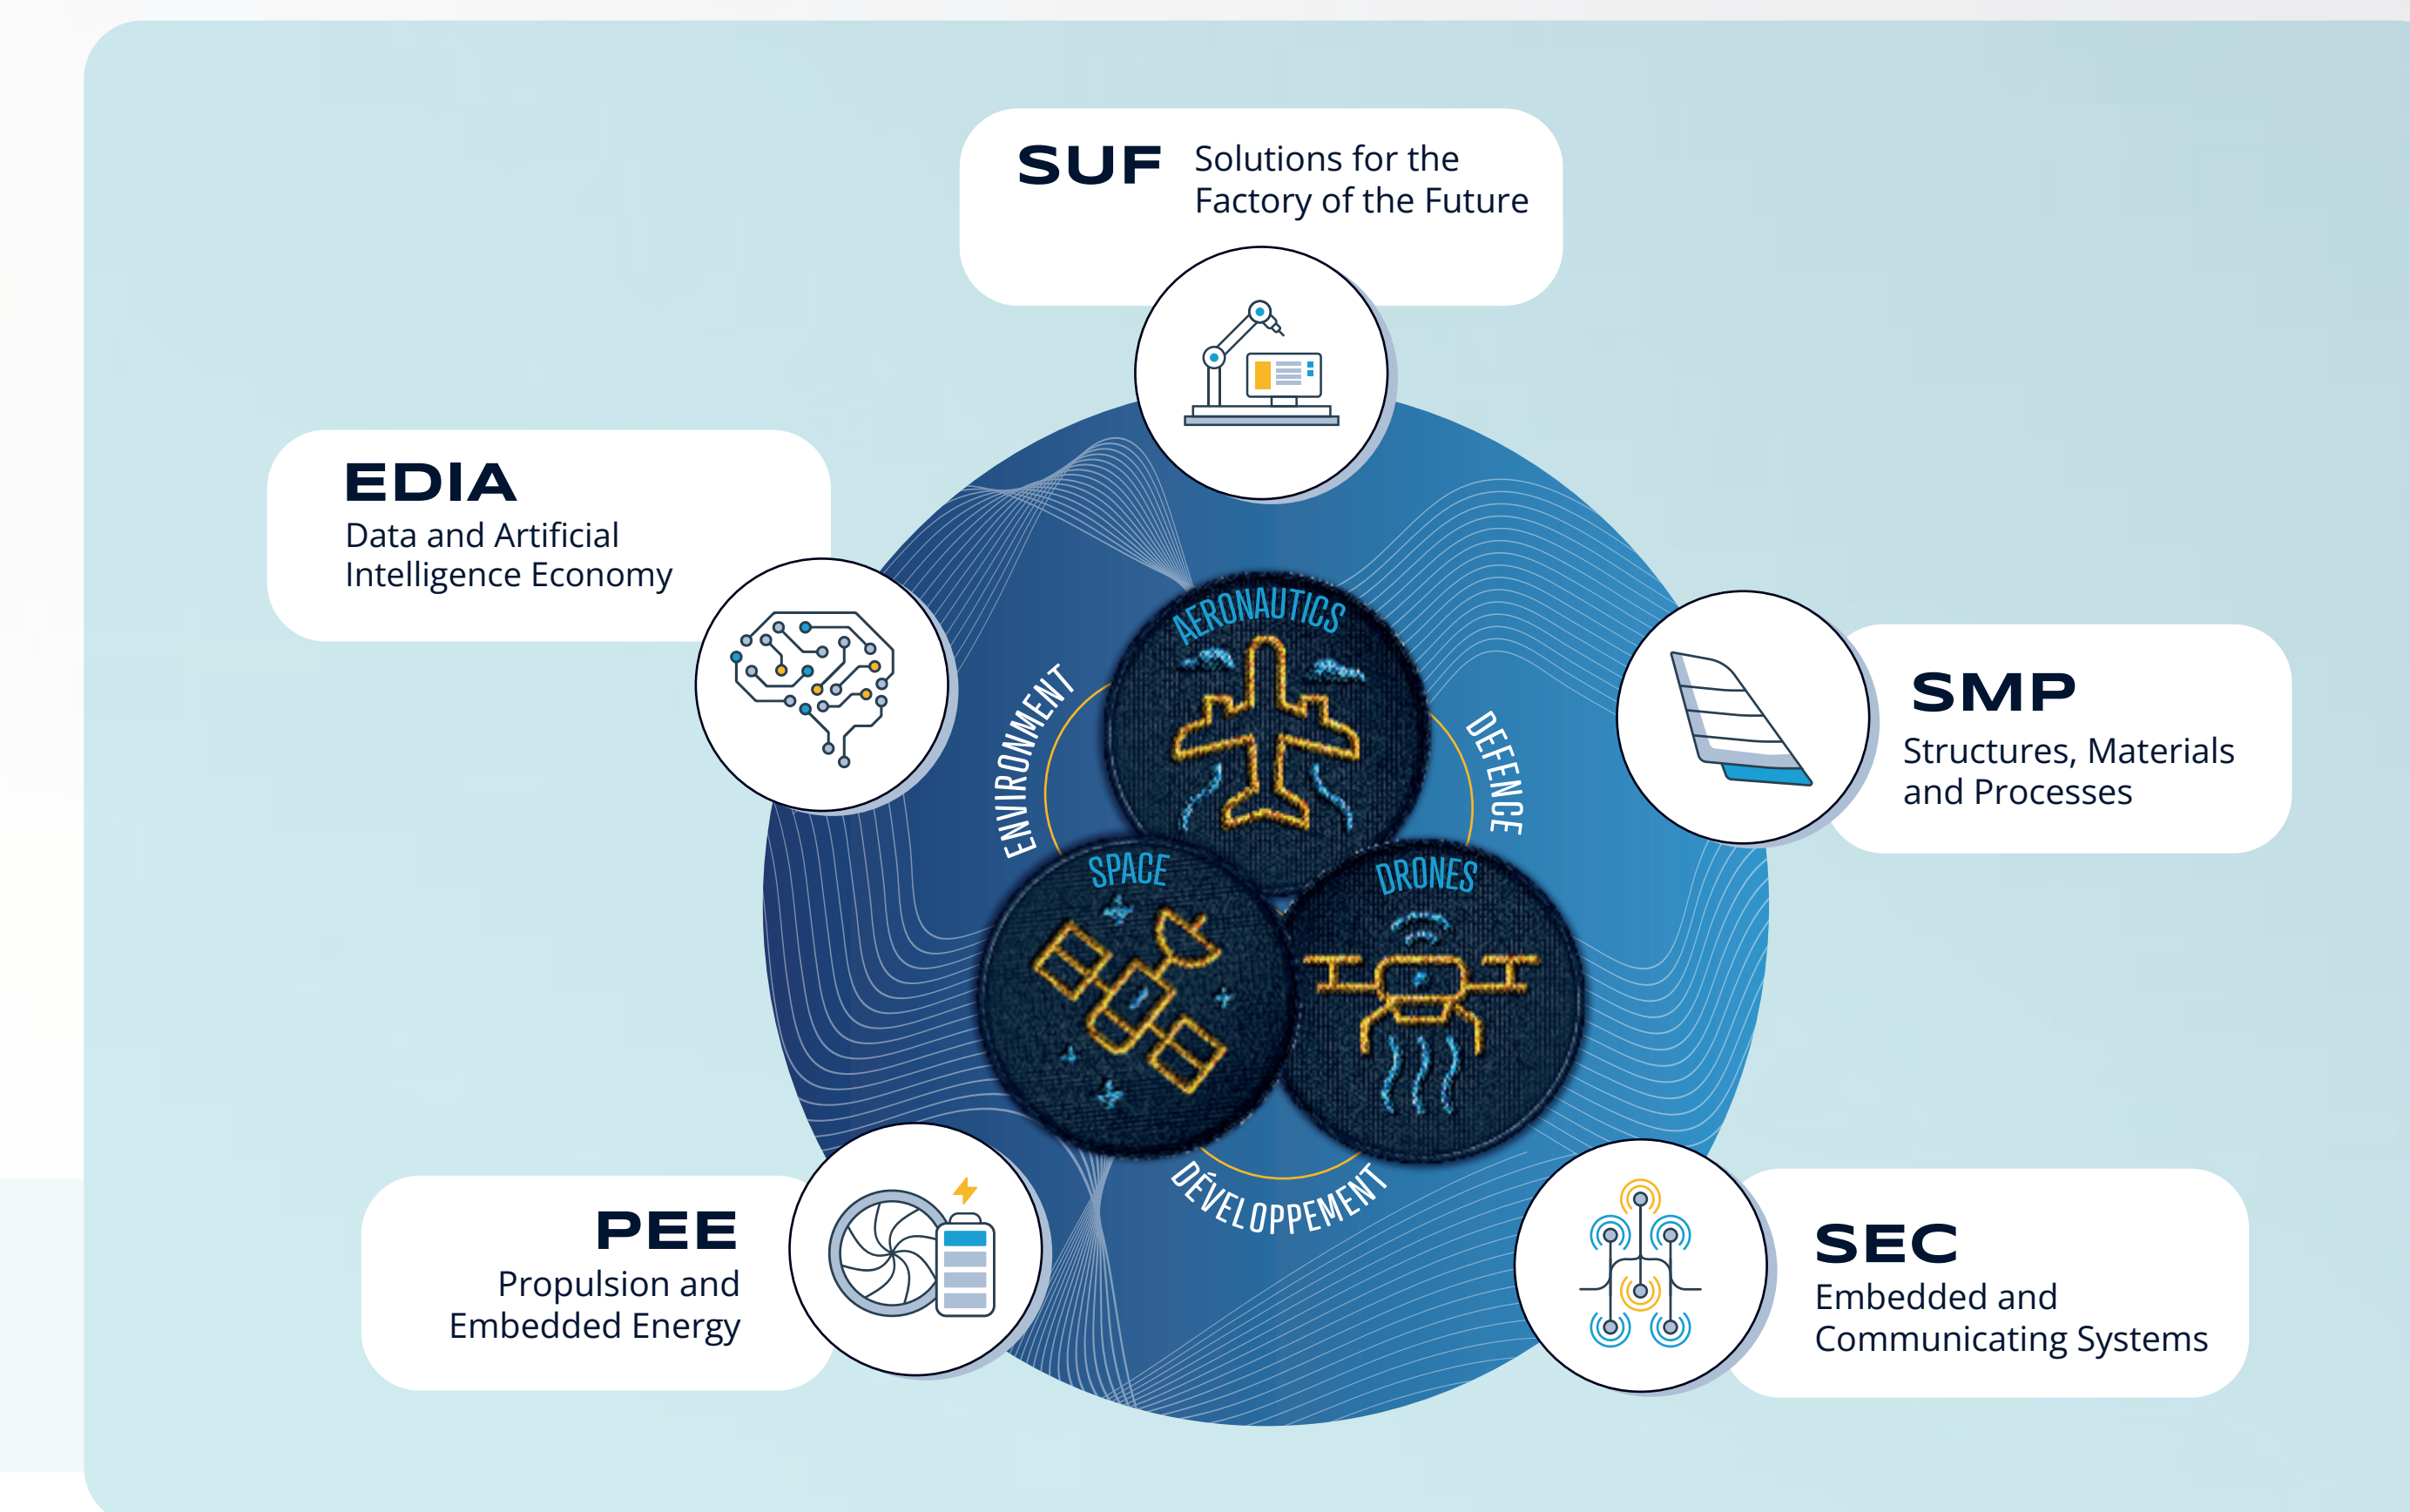 SUF
Solutions for the
Factory of the Future
EDIA
Data and Artificial
Intelligence Economy
SMP
Structures, Materials
and Processes
AERONAUTICS
ENVIRONMENT
DEFENCE
SPACE
DRONES
DÉVELOPPEMENT
PEE
Propulsion and
Embedded Energy
SEC
Embedded and
Communicating Systems